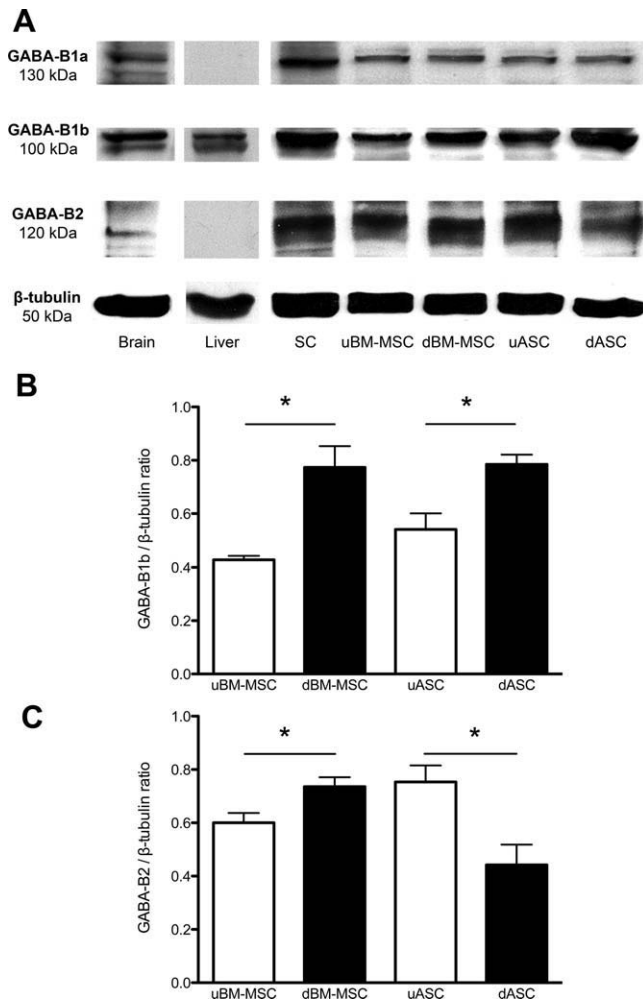 A
GABA-B1a
130 kDa
GABA-B1b
100 kDa
GABA-B2
120 kDa
β-tubulin
50 kDa
Brain Liver SC uBM-MSC dBM-MSC uASC dASC
B
GABA-B1b / β-tubulin ratio
1.0
0.8
0.6
0.4
0.2
0.0
* *
uBM-MSC dBM-MSC uASC dASC
C
GABA-B2 / β-tubulin ratio
1.0
0.8
0.6
0.4
0.2
0.0
* *
uBM-MSC dBM-MSC uASC dASC